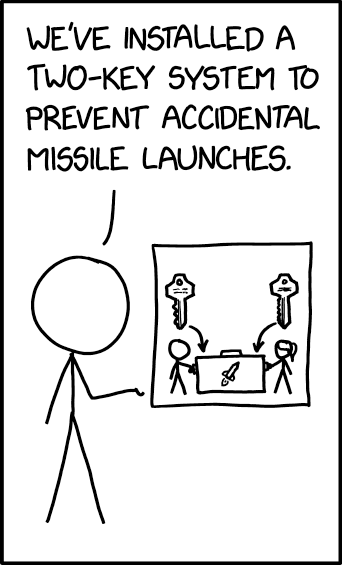 WE'VE INSTALLED A
TWO-KEY SYSTEM TO
PREVENT ACCIDENTAL
MISSILE LAUNCHES.